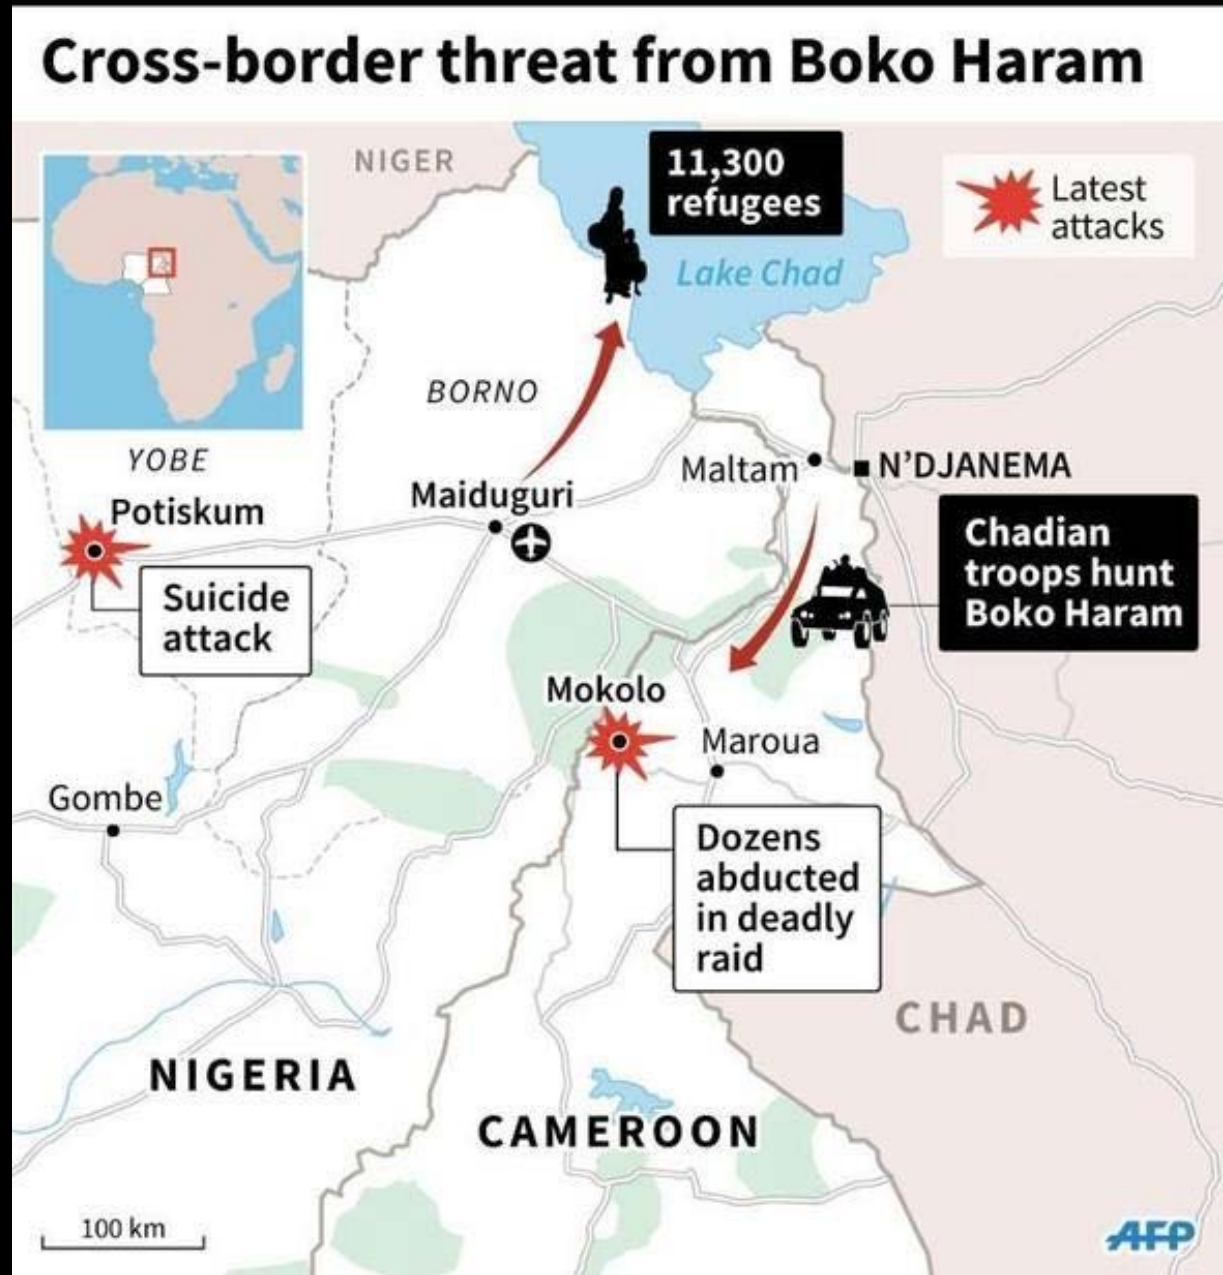 Cross-border threat from Boko Haram
NIGER
11,300
refugees
Latest
attacks
Lake Chad
BORNO
YOBE
Maltam
N'DJANEMA
Potiskum
Maiduguri
Suicide
attack
Chadian
troops hunt
Boko Haram
Mokolo
Maroua
Gombe
Dozens
abducted
in deadly
raid
CHAD
NIGERIA
CAMEROON
100 km
AFP